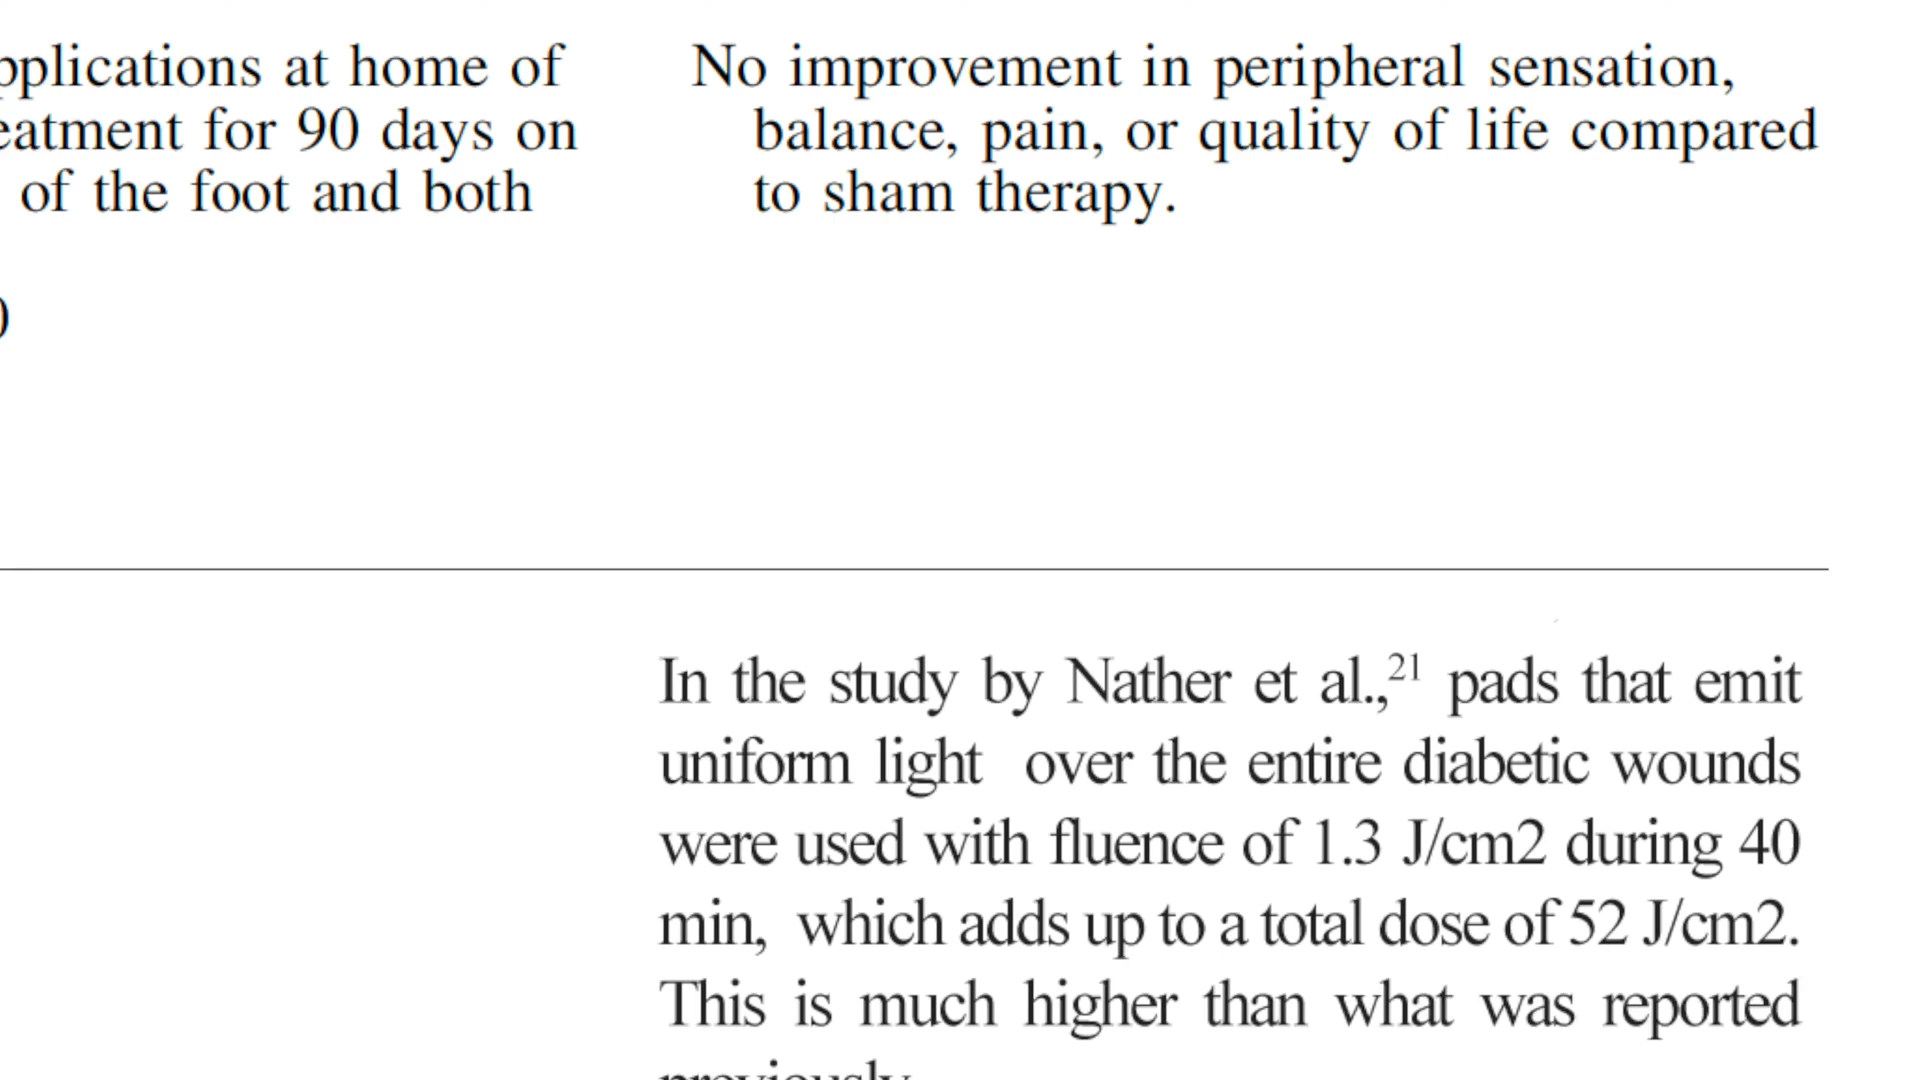 applications at home of
treatment for 90 days on
of the foot and both
)
No improvement in peripheral sensation,
balance, pain, or quality of life compared
to sham therapy.
In the study by Nather et al.,21 pads that emit
uniform light over the entire diabetic wounds
were used with fluence of 1.3 J/cm2 during 40
min, which adds up to a total dose of 52 J/cm2.
This is much higher than what was reported
previously